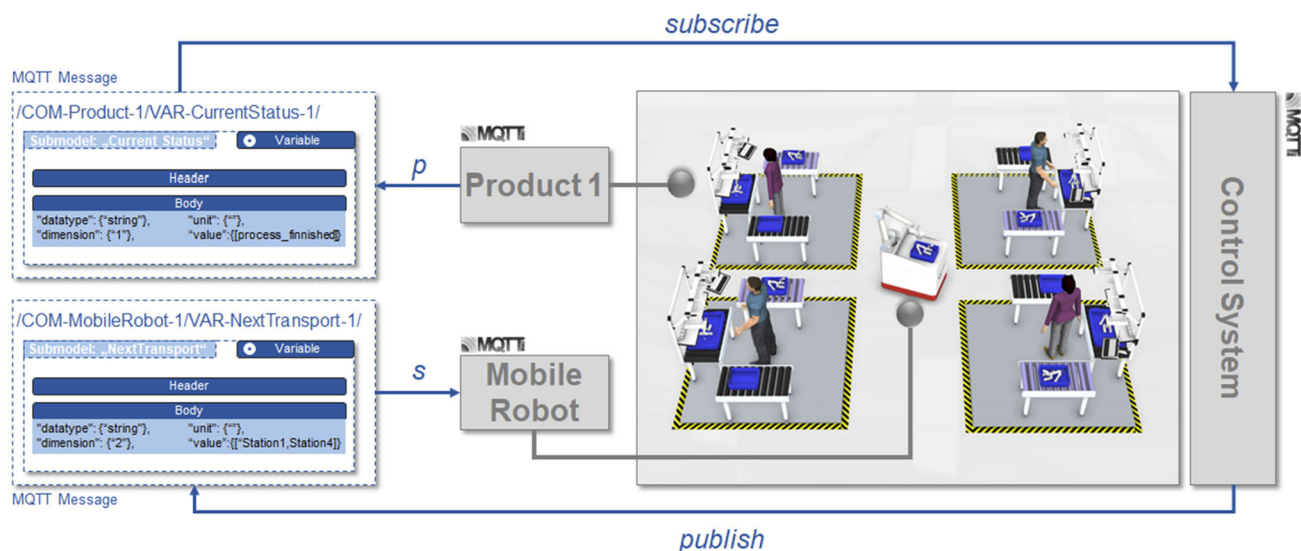 subscribe
MQTT Message
/COM-Product-1/VAR-CurrentStatus-1/
Submodel: „Current Status“
Variable
Header
Body
"datatype": {“string”}, "unit": {“”},
"dimension": {“1”}, “value”:{[process_finnished]}
p
MQTT
Product 1
/COM-MobileRobot-1/VAR-NextTransport-1/
Submodel: „NextTransport“
Variable
Header
Body
"datatype": {“string”}, "unit": {“”},
"dimension": {“2”}, “value”:{[“Station1,Station4]}
MQTT Message
s
MQTT
Mobile
Robot
MQTT
Control System
publish